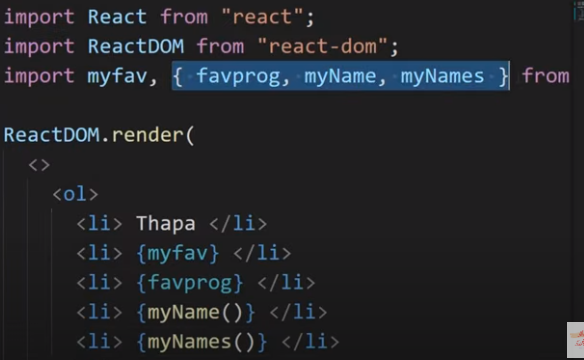 import React from "react";
import ReactDOM from "react-dom";
import myfav, { favprog, myName, myNames } from
ReactDOM.render(
<>
<ol>
<li> Thapa </li>
<li> {myfav} </li>
<li> {favprog} </li>
<li> {myName()} </li>
<li> {myNames()} </li>